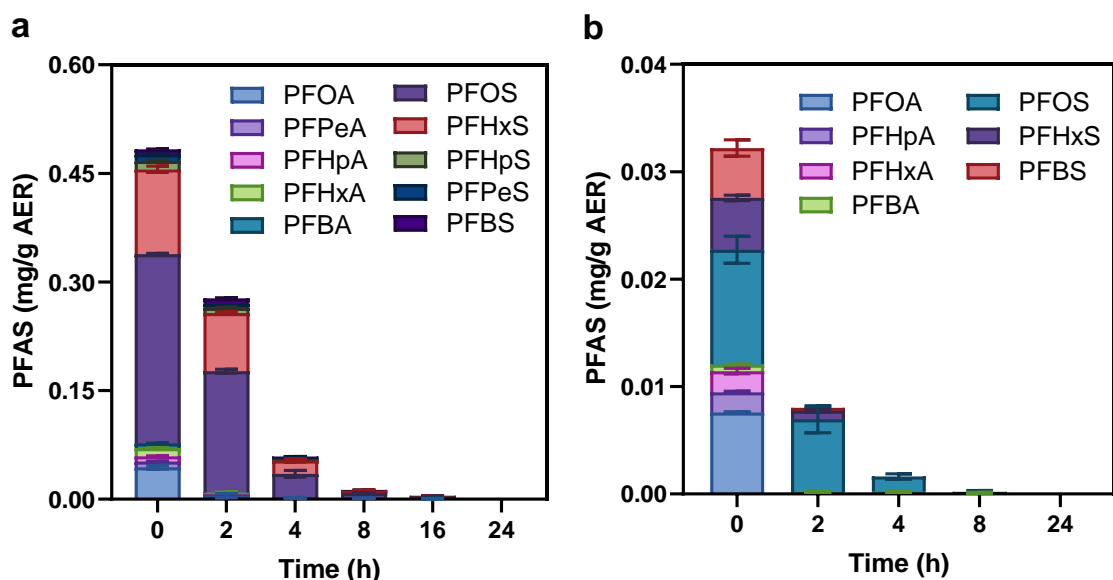 a
PFAS (mg/g AER)
0.60
0.45
0.30
0.15
0.00
PFOA PFOS
PFPeA PFHxS
PFHpA PFHpS
PFHxA PFPeS
PFBA PFBS
0 2 4 8 16 24
Time (h)
b
PFAS (mg/g AER)
0.04
0.03
0.02
0.01
0.00
PFOA PFOS
PFHpA PFHxS
PFHxA PFBS
PFBA
0 2 4 8 24
Time (h)